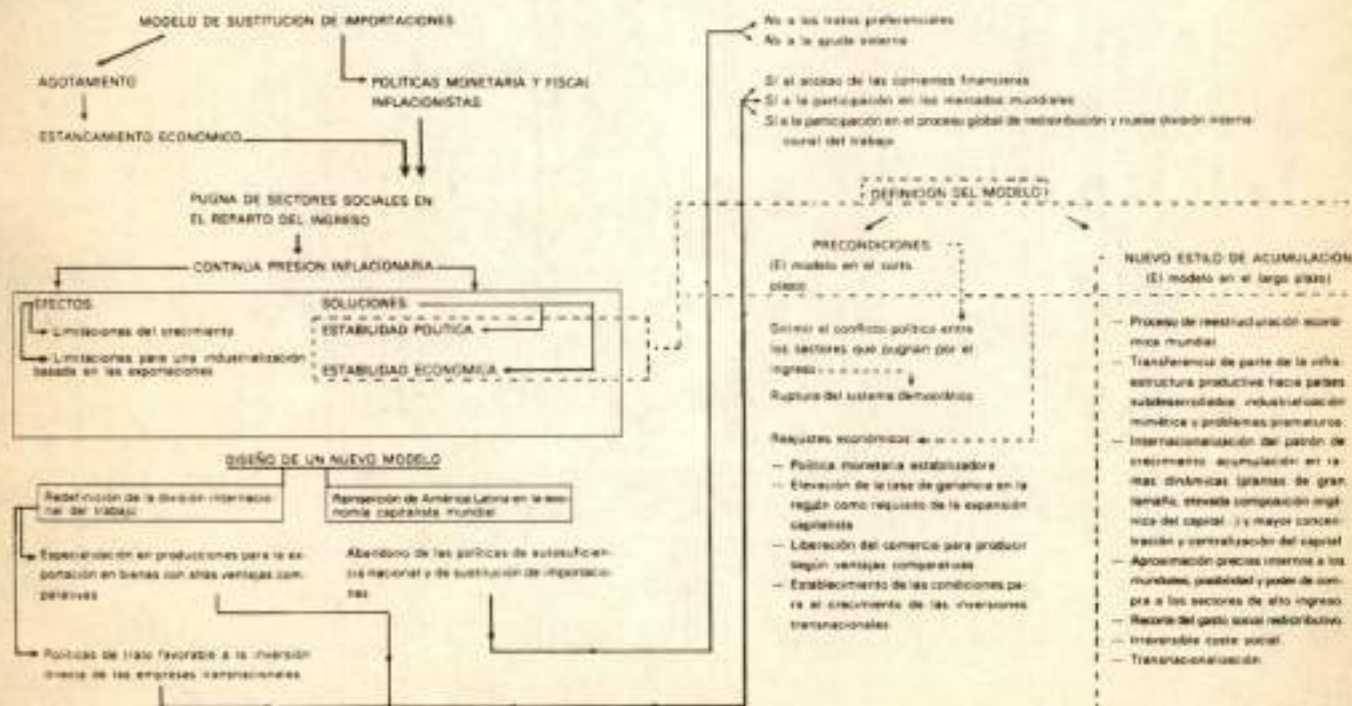 MODELO DE SUSTITUCION DE IMPORTACIONES
AGOTAMIENTO
POLITICAS MONETARIA Y FISCAL
INFLACIONISTAS
ESTANCAMIENTO ECONOMICO
PUGNA DE SECTORES SOCIALES EN
EL REPARTO DEL INGRESO
CONTINUA PRESION INFLACIONARIA
EFECTOS
Limitaciones del crecimiento
Limitaciones para una industrialización
basada en las exportaciones
SOLUCIONES
ESTABILIDAD POLITICA
ESTABILIDAD ECONOMICA
DISEÑO DE UN NUEVO MODELO
Redefinición de la división internacio-
nal del trabajo
Reinserción de América Latina en la eco-
nomía capitalista mundial
Especialización en producciones para la ex-
portación en bienes con altas ventajas com-
parativas
Abandono de las políticas de autosuficien-
cia nacional y de sustitución de importacio-
nes
Políticas de trato favorable a la inversión
directa de las empresas transnacionales
No a los tratos preferenciales
No a la ayuda externa
Sí al acceso de las corrientes financieras
Sí a la participación en los mercados mundiales
Sí a la participación en el proceso global de redistribución y nueva división interna-
cional del trabajo
DEFINICION DEL MODELO
PRECONDICIONES
(El modelo en el corto
plazo)
Dirimir el conflicto político entre
los sectores que pugnan por el
ingreso
Ruptura del sistema democrático
Reajustes económicos
— Política monetaria estabilizadora
— Elevación de la tasa de ganancia en la
región como requisito de la expansión
capitalista
— Liberación del comercio para producir
según ventajas comparativas
— Establecimiento de las condiciones pa-
ra el crecimiento de las inversiones
transnacionales
NUEVO ESTILO DE ACUMULACION
(El modelo en el largo plazo)
— Proceso de reestructuración econó-
mica mundial
— Transferencia de parte de la infra-
estructura productiva hacia países
subdesarrollados industrialización
mimética y problemas prematuros
— Internacionalización del patrón de
crecimiento acumulación en ra-
mas dinámicas (plantas de gran
tamaño, elevada composición orgá-
nica del capital) y mayor concen-
tración y centralización del capital
— Aproximación precios internos a los
mundiales, posibilidad y poder de com-
pra a los sectores de alto ingreso
— Recorte del gasto social redistributivo
— Irreversible costo social
— Transnacionalización